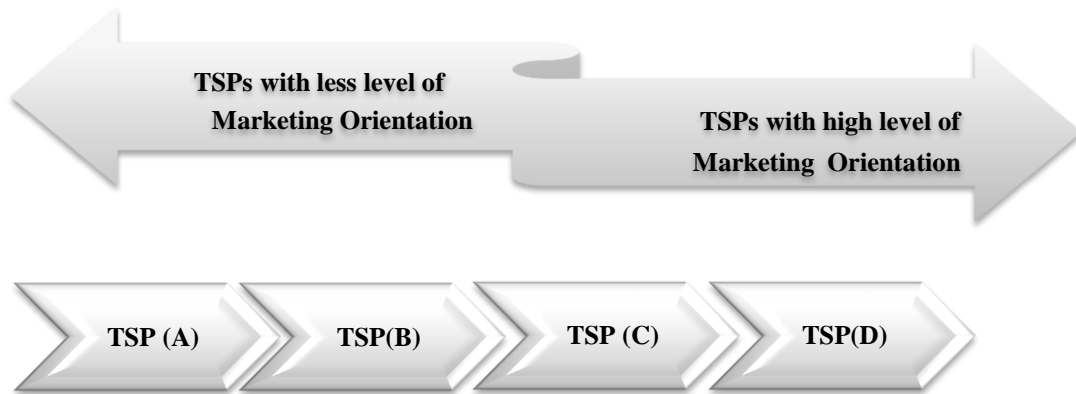 TSPs with less level of
Marketing Orientation
TSPs with high level of
Marketing Orientation
TSP (A)
TSP(B)
TSP (C)
TSP(D)